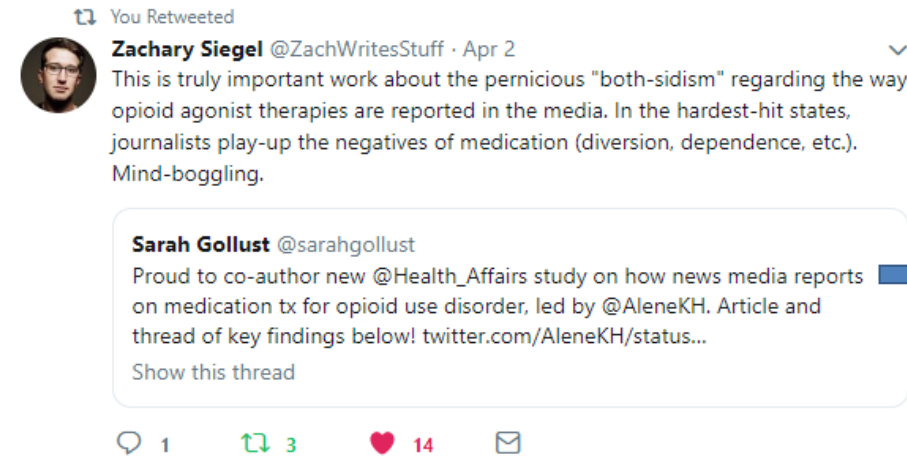 You Retweeted
Zachary Siegel @ZachWritesStuff · Apr 2
This is truly important work about the pernicious "both-sidism" regarding the way
opioid agonist therapies are reported in the media. In the hardest-hit states,
journalists play-up the negatives of medication (diversion, dependence, etc.).
Mind-boggling.
Sarah Gollust @sarahgollust
Proud to co-author new @Health_Affairs study on how news media reports
on medication tx for opioid use disorder, led by @AleneKH. Article and
thread of key findings below! twitter.com/AleneKH/status...
Show this thread
1 3 14